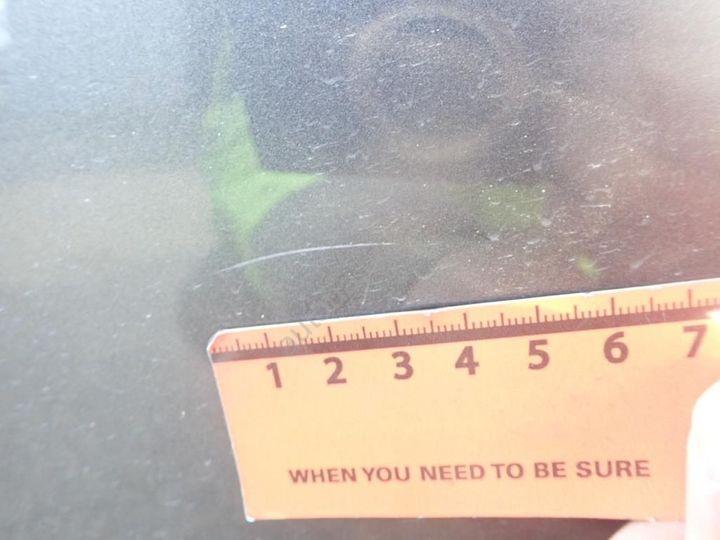 1 2 3 4 5 6 7
WHEN YOU NEED TO BE SURE